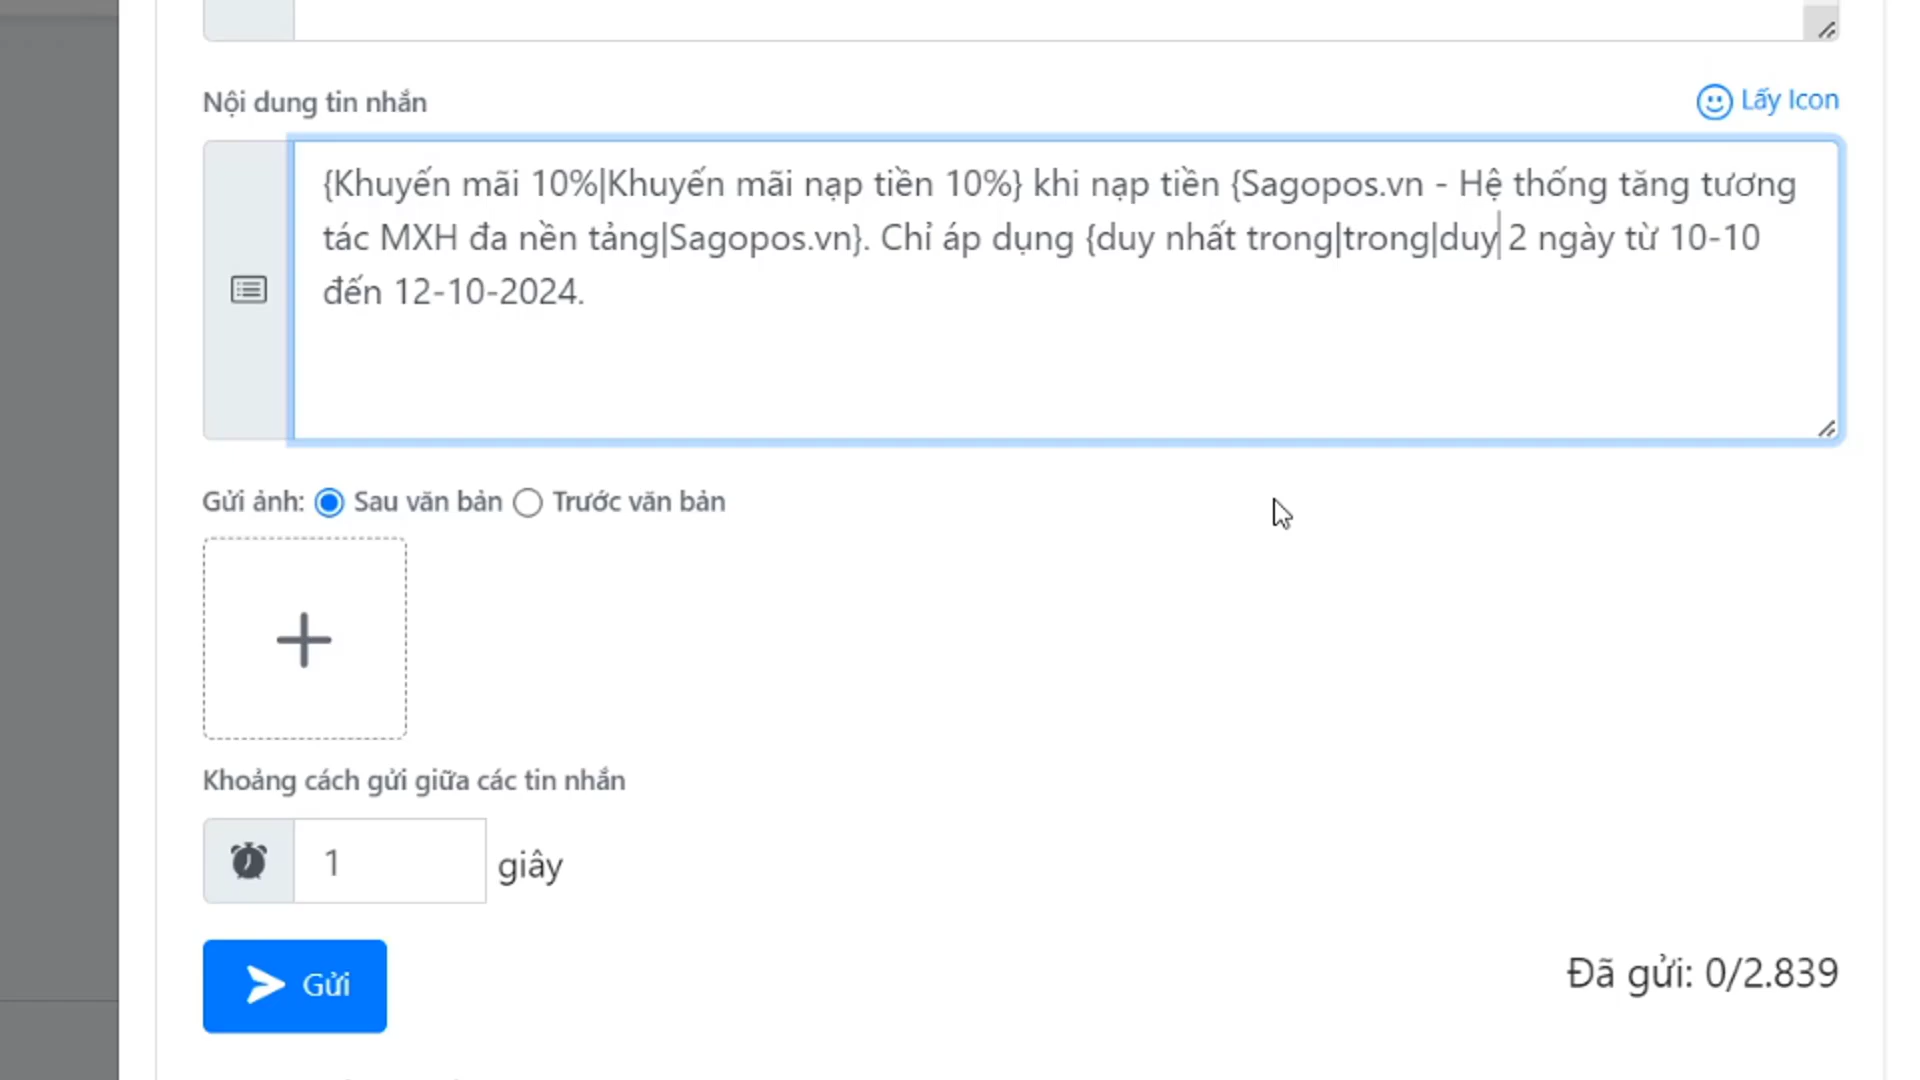 Nội dung tin nhắn
Lấy Icon
{Khuyến mãi 10%|Khuyến mãi nạp tiền 10%} khi nạp tiền {Sagopos.vn - Hệ thống tăng tương
tác MXH đa nền tảng|Sagopos.vn}. Chỉ áp dụng {duy nhất trong|trong|duy 2 ngày từ 10-10
đến 12-10-2024.
Gửi ảnh: Sau văn bản Trước văn bản
Khoảng cách gửi giữa các tin nhắn
1 giây
Gửi
Đã gửi: 0/2.839